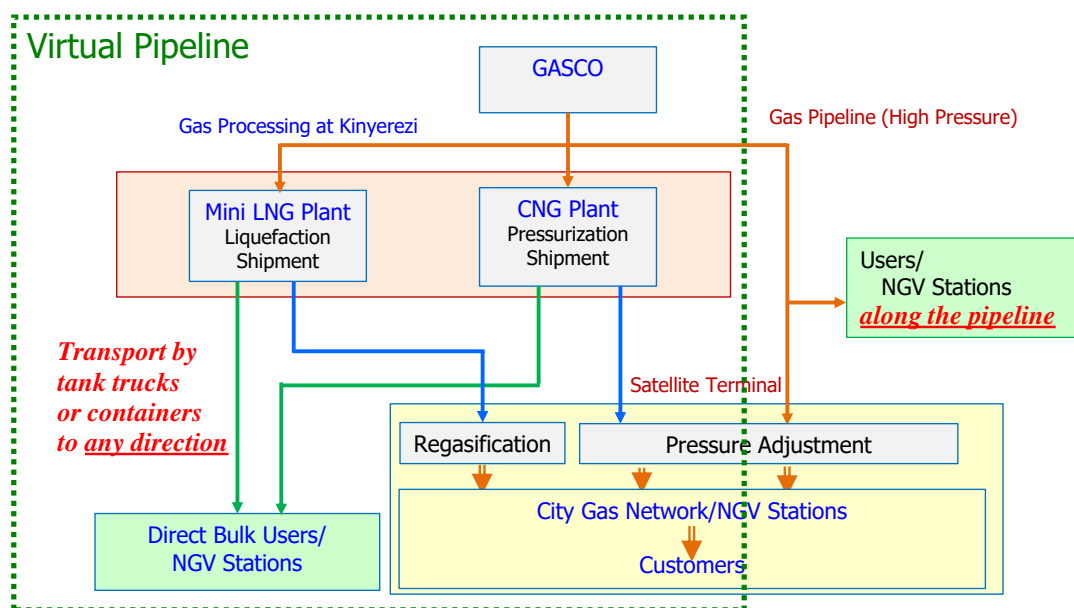 Virtual Pipeline
GASCO
Gas Processing at Kinyerezi
Gas Pipeline (High Pressure)
Mini LNG Plant
Liquefaction
Shipment
CNG Plant
Pressurization
Shipment
Users/
NGV Stations
along the pipeline
Transport by
tank trucks
or containers
to any direction
Satellite Terminal
Regasification
Pressure Adjustment
City Gas Network/NGV Stations
Customers
Direct Bulk Users/
NGV Stations